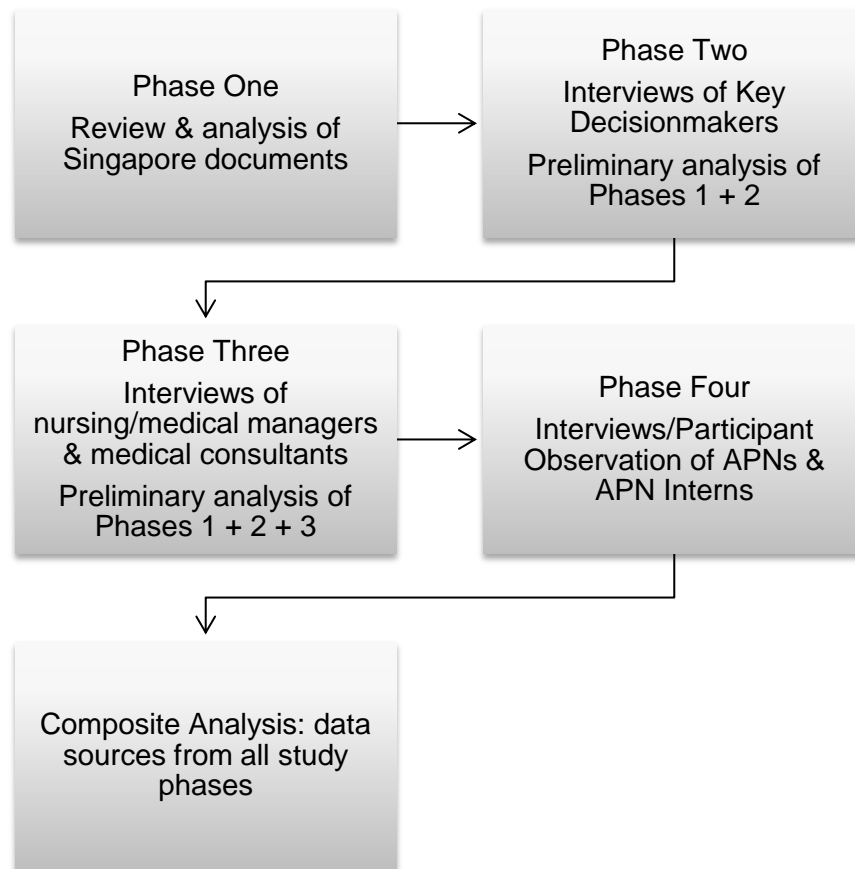 Phase One
Review & analysis of
Singapore documents
Phase Two
Interviews of Key
Decisionmakers
Preliminary analysis of
Phases 1 + 2
Phase Three
Interviews of
nursing/medical managers
& medical consultants
Preliminary analysis of
Phases 1 + 2 + 3
Phase Four
Interviews/Participant
Observation of APNs &
APN Interns
Composite Analysis: data
sources from all study
phases